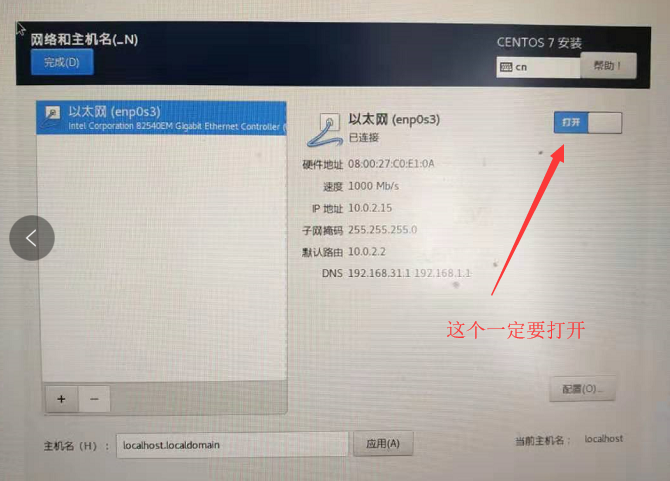 网络和主机名(_N)
完成(D)
CENTOS 7 安装
cn
帮助！
以太网 (enp0s3)
Intel Corporation 82540EM Gigabit Ethernet Controller (
以太网 (enp0s3)
已连接
打开
硬件地址 08:00:27:C0:E1:0A
速度 1000 Mb/s
IP 地址 10.0.2.15
子网掩码 255.255.255.0
默认路由 10.0.2.2
DNS 192.168.31.1 192.168.1.1
这个一定要打开
+
−
配置(O)...
主机名（H）：
localhost.localdomain
应用(A)
当前主机名： localhost